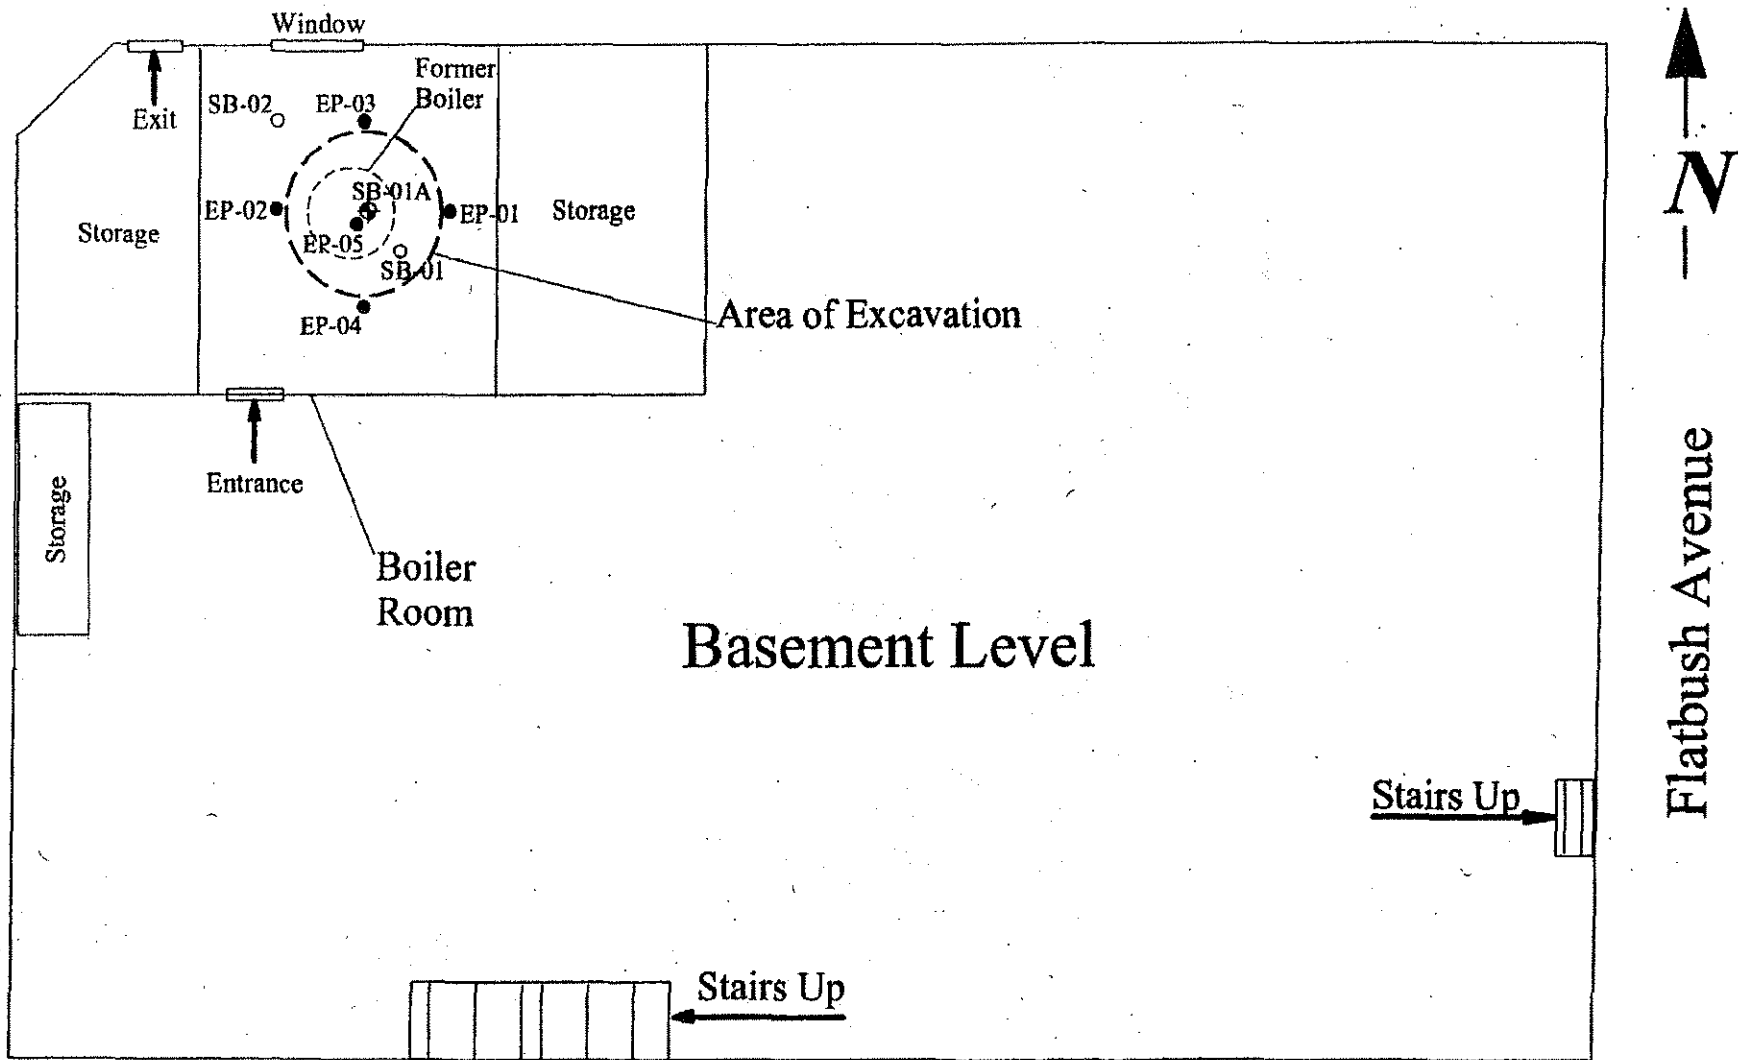 Window
Former
Boiler
SB-02
EP-03
Exit
SB-01A
EP-02
EP-01
Storage
Storage
EP-05
SB-01
EP-04
Area of Excavation
Entrance
Storage
Boiler
Room
Basement Level
Stairs Up
Stairs Up
N
Flatbush Avenue